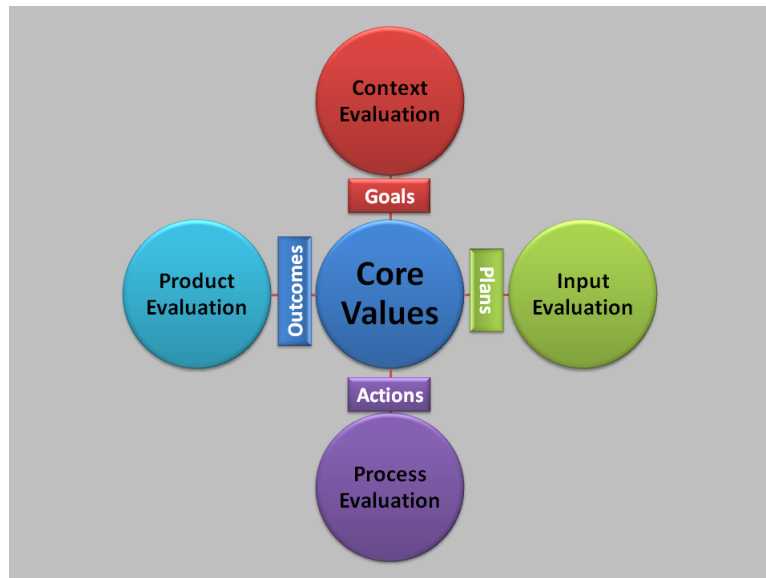 Context
Evaluation
Goals
Product
Evaluation
Outcomes
Core
Values
Plans
Input
Evaluation
Actions
Process
Evaluation